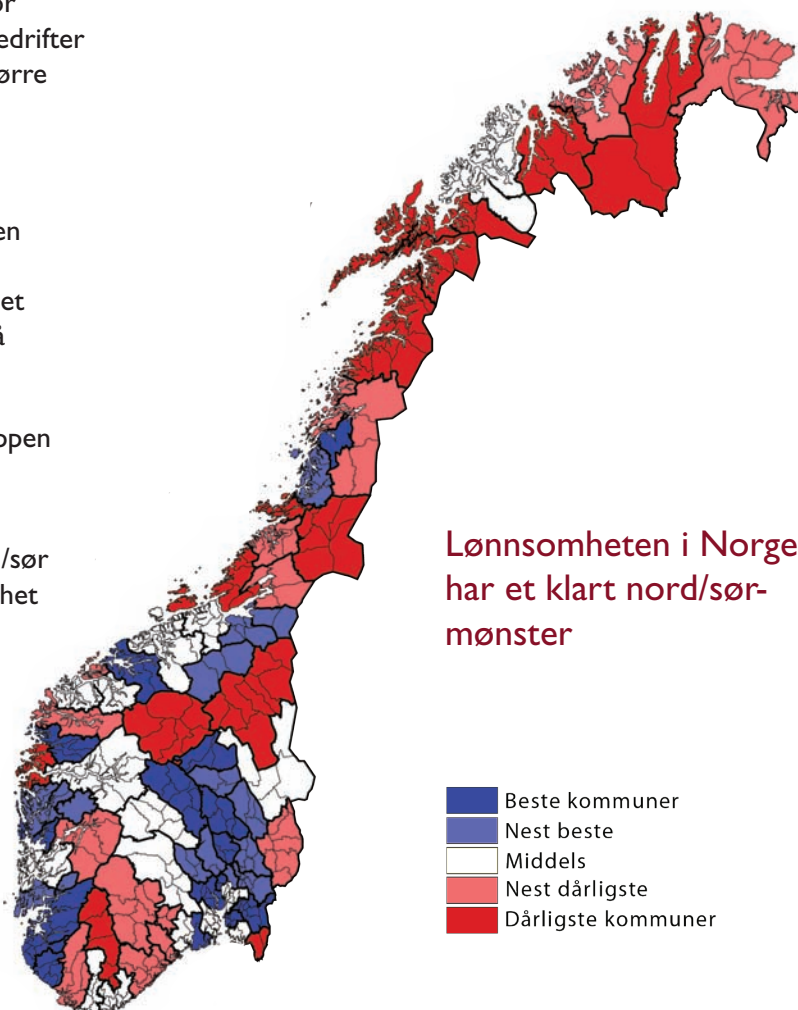 edrifter
ørre
en
et
å
/sør
het
Lønnsomheten i Norge
har et klart nord/sør-
mønster
Beste kommuner
Nest beste
Middels
Nest dårligste
Dårligste kommuner